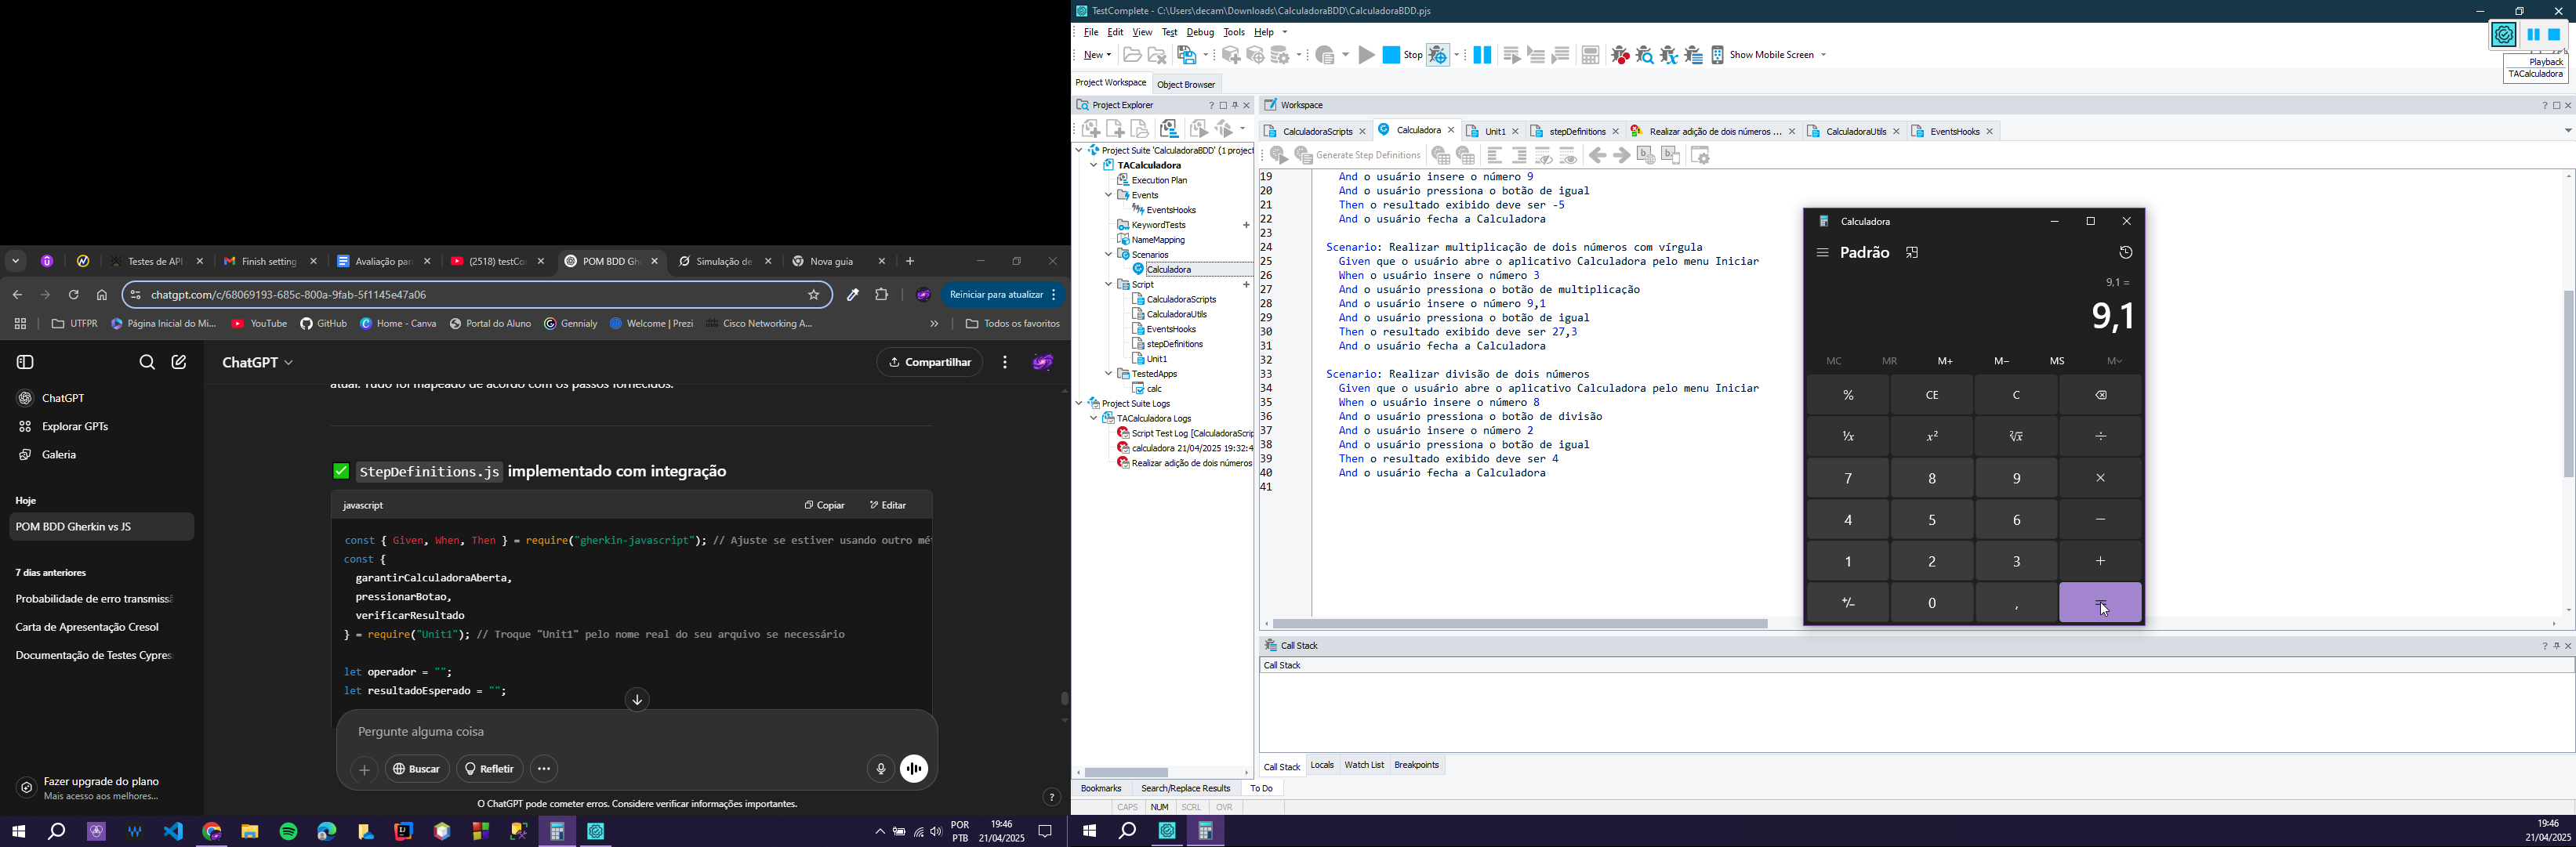 Testes de API
Finish setting
Avaliação par
(2518) testCo
POM BDD Gh
Simulação de
Nova guia
chatgpt.com/c/68069193-685c-800a-9fab-5f1145e47a06
Reiniciar para atualizar
UTFPR
Página Inicial do Mi...
YouTube
GitHub
Home - Canva
Portal do Aluno
Gennialy
Welcome | Prezi
Cisco Networking A...
»
Todos os favoritos
ChatGPT
Compartilhar
ChatGPT
Explorar GPTs
Galeria
Hoje
POM BDD Gherkin vs JS
7 dias anteriores
Probabilidade de erro transmiss
Carta de Apresentação Cresol
Documentação de Testes Cypres
Fazer upgrade do plano
Mais acesso aos melhores...
atual. Tudo foi mapeado de acordo com os passos fornecidos.
StepDefinitions.js implementado com integração
javascript
Copiar
Editar
const { Given, When, Then } = require("gherkin-javascript"); // Ajuste se estiver usando outro mé
const {
garantirCalculadoraAberta,
pressionarBotao,
verificarResultado
} = require("Unit1"); // Troque "Unit1" pelo nome real do seu arquivo se necessário
let operador = "";
let resultadoEsperado = "";
Pergunte alguma coisa
Buscar
Refletir
O ChatGPT pode cometer erros. Considere verificar informações importantes.
?
POR
PTB
19:46
21/04/2025
TestComplete - C:\Users\decam\Downloads\CalculadoraBDD\CalculadoraBDD.pjs
File Edit View Test Debug Tools Help
New
Stop
Show Mobile Screen
Playback
TACalculadora
Project Workspace
Object Browser
Project Explorer
Workspace
CalculadoraScripts
Calculadora
Unit1
stepDefinitions
Realizar adição de dois números ...
CalculadoraUtils
EventsHooks
Generate Step Definitions
Project Suite 'CalculadoraBDD' (1 project
TACalculadora
Execution Plan
Events
EventsHooks
KeywordTests
NameMapping
Scenarios
Calculadora
Script
CalculadoraScripts
CalculadoraUtils
EventsHooks
stepDefinitions
Unit1
TestedApps
calc
Project Suite Logs
TACalculadora Logs
Script Test Log [CalculadoraScrip
calculadora 21/04/2025 19:32:4
Realizar adição de dois números
19 And o usuário insere o número 9
20 And o usuário pressiona o botão de igual
21 Then o resultado exibido deve ser -5
22 And o usuário fecha a Calculadora
23
24 Scenario: Realizar multiplicação de dois números com vírgula
25 Given que o usuário abre o aplicativo Calculadora pelo menu Iniciar
26 When o usuário insere o número 3
27 And o usuário pressiona o botão de multiplicação
28 And o usuário insere o número 9,1
29 And o usuário pressiona o botão de igual
30 Then o resultado exibido deve ser 27,3
31 And o usuário fecha a Calculadora
32
33 Scenario: Realizar divisão de dois números
34 Given que o usuário abre o aplicativo Calculadora pelo menu Iniciar
35 When o usuário insere o número 8
36 And o usuário pressiona o botão de divisão
37 And o usuário insere o número 2
38 And o usuário pressiona o botão de igual
39 Then o resultado exibido deve ser 4
40 And o usuário fecha a Calculadora
41
Calculadora
Padrão
9,1 =
9,1
MC MR M+ M− MS M˅
% CE C
¹/x x² ²√x ÷
7 8 9 ×
4 5 6 −
1 2 3 +
+/− 0 , =
Call Stack
Call Stack
Call Stack Locals Watch List Breakpoints
Bookmarks Search/Replace Results To Do
CAPS NUM SCRL OVR
19:46
21/04/2025